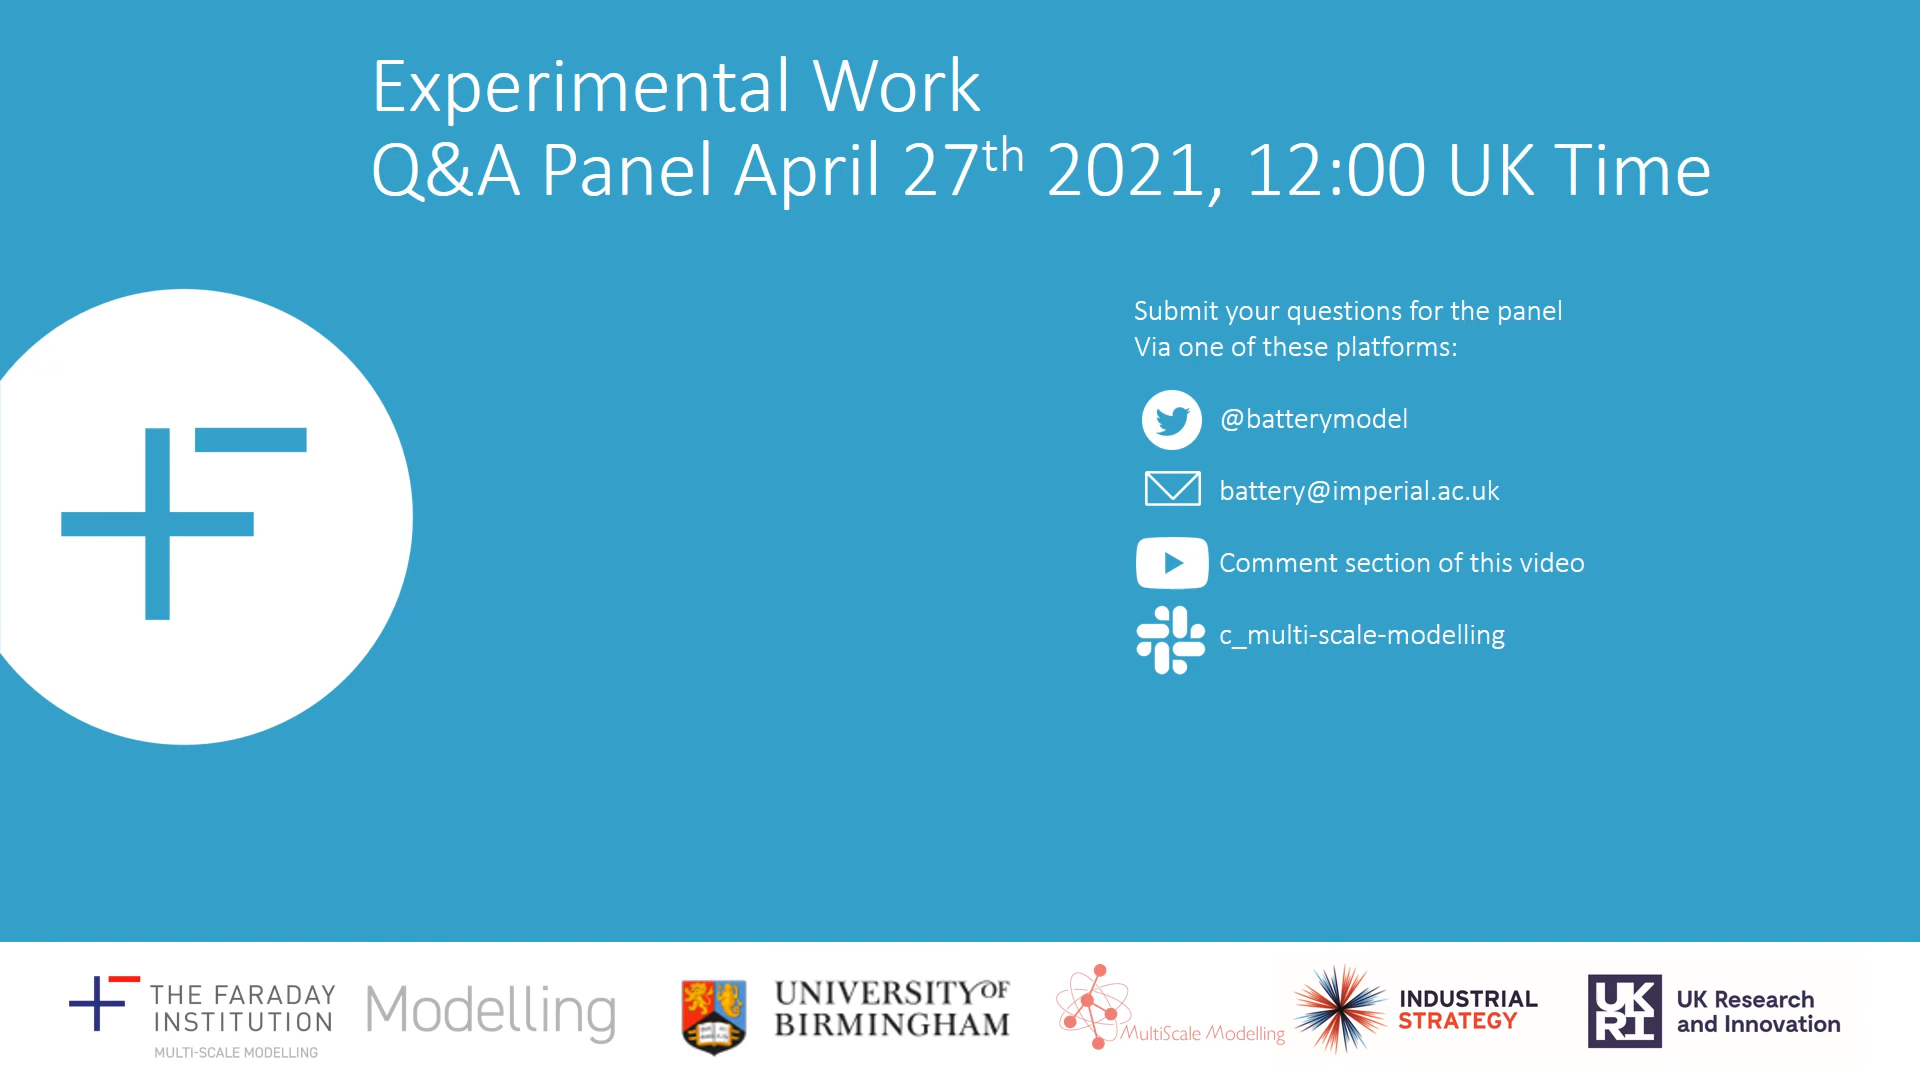 Experimental Work
Q&A Panel April 27th 2021, 12:00 UK Time
Submit your questions for the panel
Via one of these platforms:
@batterymodel
battery@imperial.ac.uk
Comment section of this video
c_multi-scale-modelling
THE FARADAY
INSTITUTION
MULTI-SCALE MODELLING
Modelling
UNIVERSITY OF
BIRMINGHAM
MultiScale Modelling
INDUSTRIAL
STRATEGY
UK
RI
UK Research
and Innovation